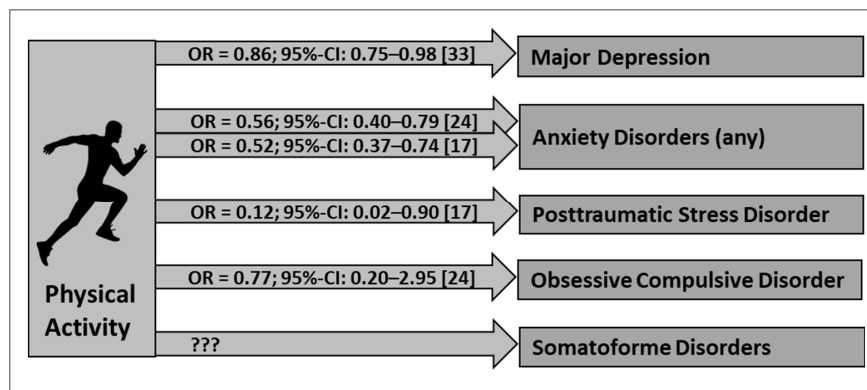 OR = 0.86; 95%-CI: 0.75–0.98 [33]
Major Depression
OR = 0.56; 95%-CI: 0.40–0.79 [24]
OR = 0.52; 95%-CI: 0.37–0.74 [17]
Anxiety Disorders (any)
OR = 0.12; 95%-CI: 0.02–0.90 [17]
Posttraumatic Stress Disorder
OR = 0.77; 95%-CI: 0.20–2.95 [24]
Obsessive Compulsive Disorder
Physical
Activity
???
Somatoforme Disorders